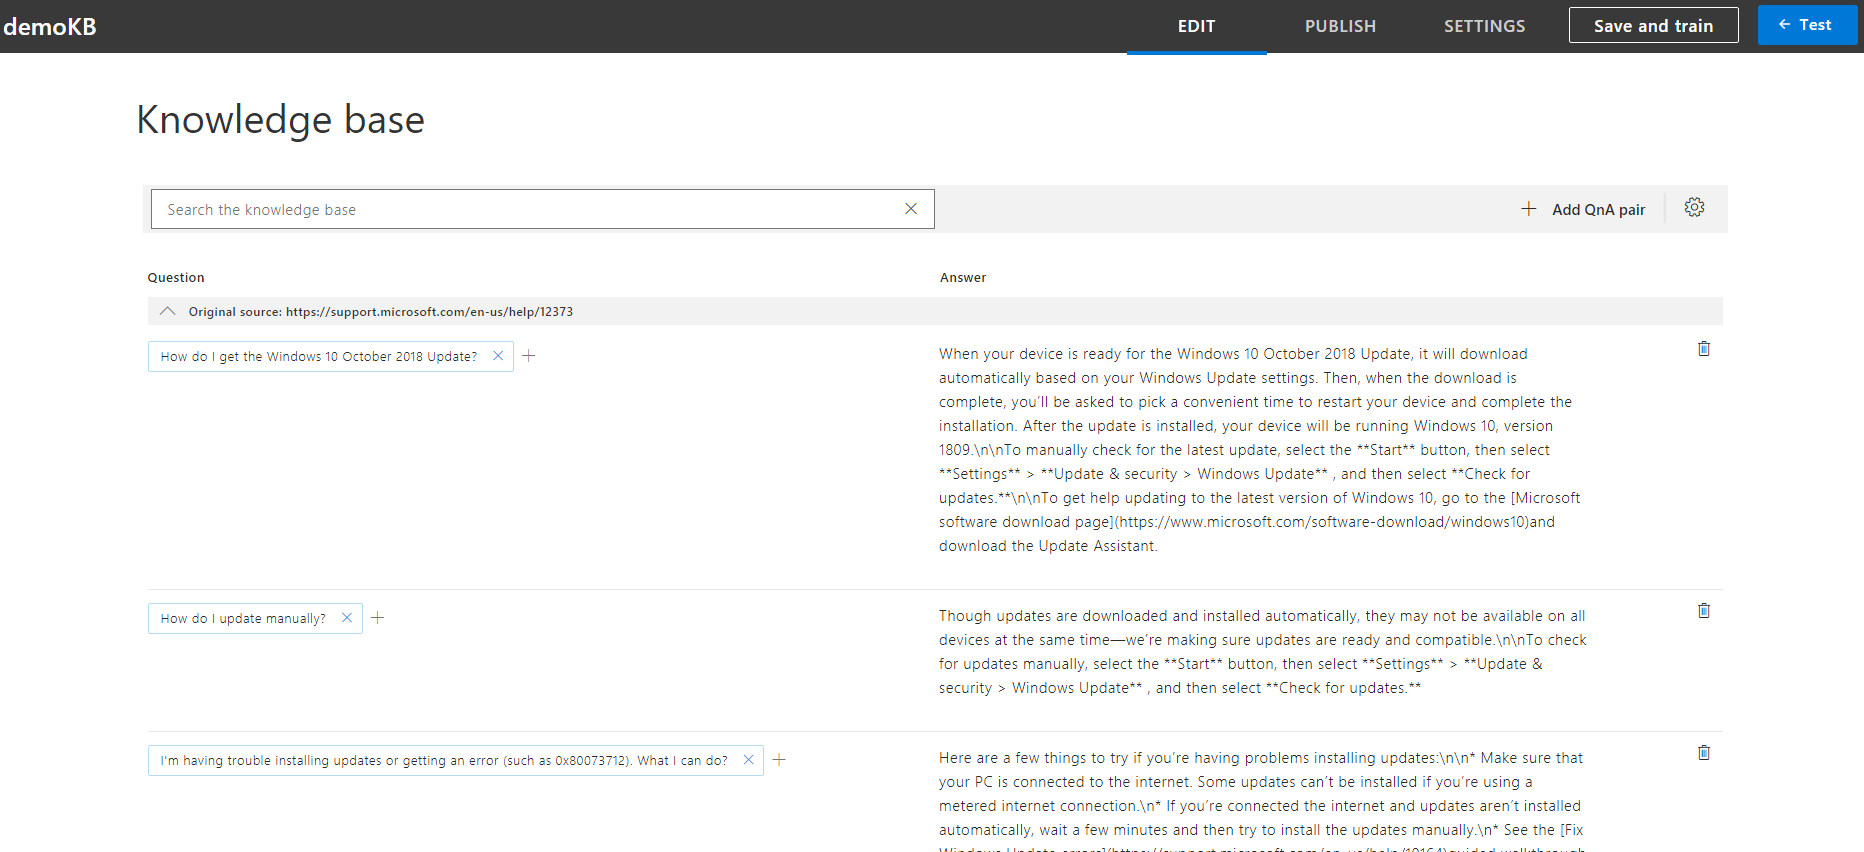 demoKB
EDIT
PUBLISH
SETTINGS
Save and train
Test
Knowledge base
Search the knowledge base
Add QnA pair
Question
Answer
Original source: https://support.microsoft.com/en-us/help/12373
How do I get the Windows 10 October 2018 Update?
When your device is ready for the Windows 10 October 2018 Update, it will download
automatically based on your Windows Update settings. Then, when the download is
complete, you’ll be asked to pick a convenient time to restart your device and complete the
installation. After the update is installed, your device will be running Windows 10, version
1809.\n\nTo manually check for the latest update, select the **Start** button, then select
**Settings** > **Update & security > Windows Update** , and then select **Check for
updates.**\n\nTo get help updating to the latest version of Windows 10, go to the [Microsoft
software download page](https://www.microsoft.com/software-download/windows10)and
download the Update Assistant.
How do I update manually?
Though updates are downloaded and installed automatically, they may not be available on all
devices at the same time—we’re making sure updates are ready and compatible.\n\nTo check
for updates manually, select the **Start** button, then select **Settings** > **Update &
security > Windows Update** , and then select **Check for updates.**
I'm having trouble installing updates or getting an error (such as 0x80073712). What I can do?
Here are a few things to try if you’re having problems installing updates:\n\n* Make sure that
your PC is connected to the internet. Some updates can’t be installed if you’re using a
metered internet connection.\n* If you’re connected the internet and updates aren’t installed
automatically, wait a few minutes and then try to install the updates manually.\n* See the [Fix
Windows Update errors](https://support.microsoft.com/en-us/help/10164)guided walkthrough